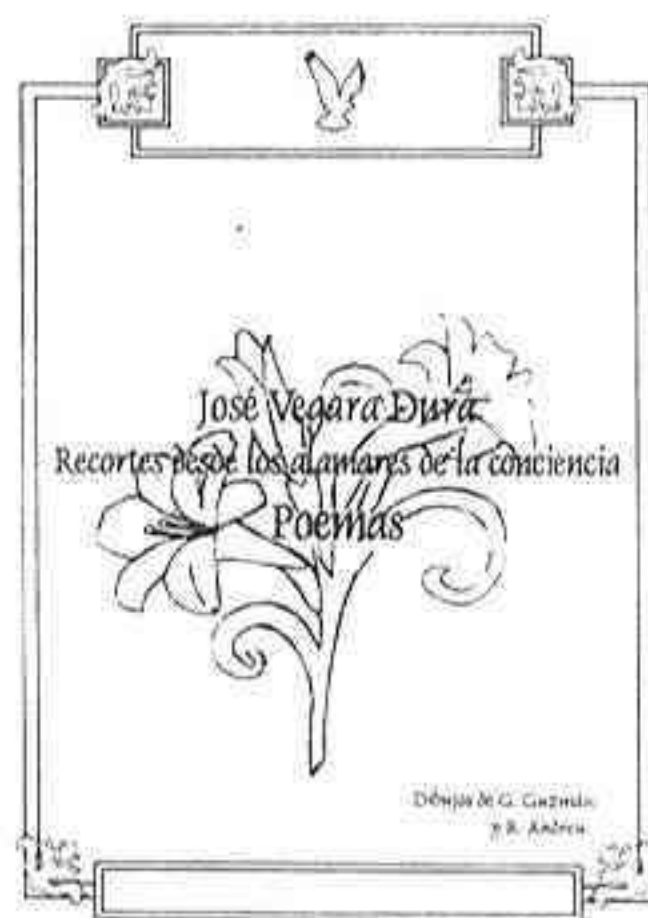 José Vegara Durá
Recortes desde los alamares de la conciencia
Poemas
Dibujos de G. Guzmán
y R. Andreu